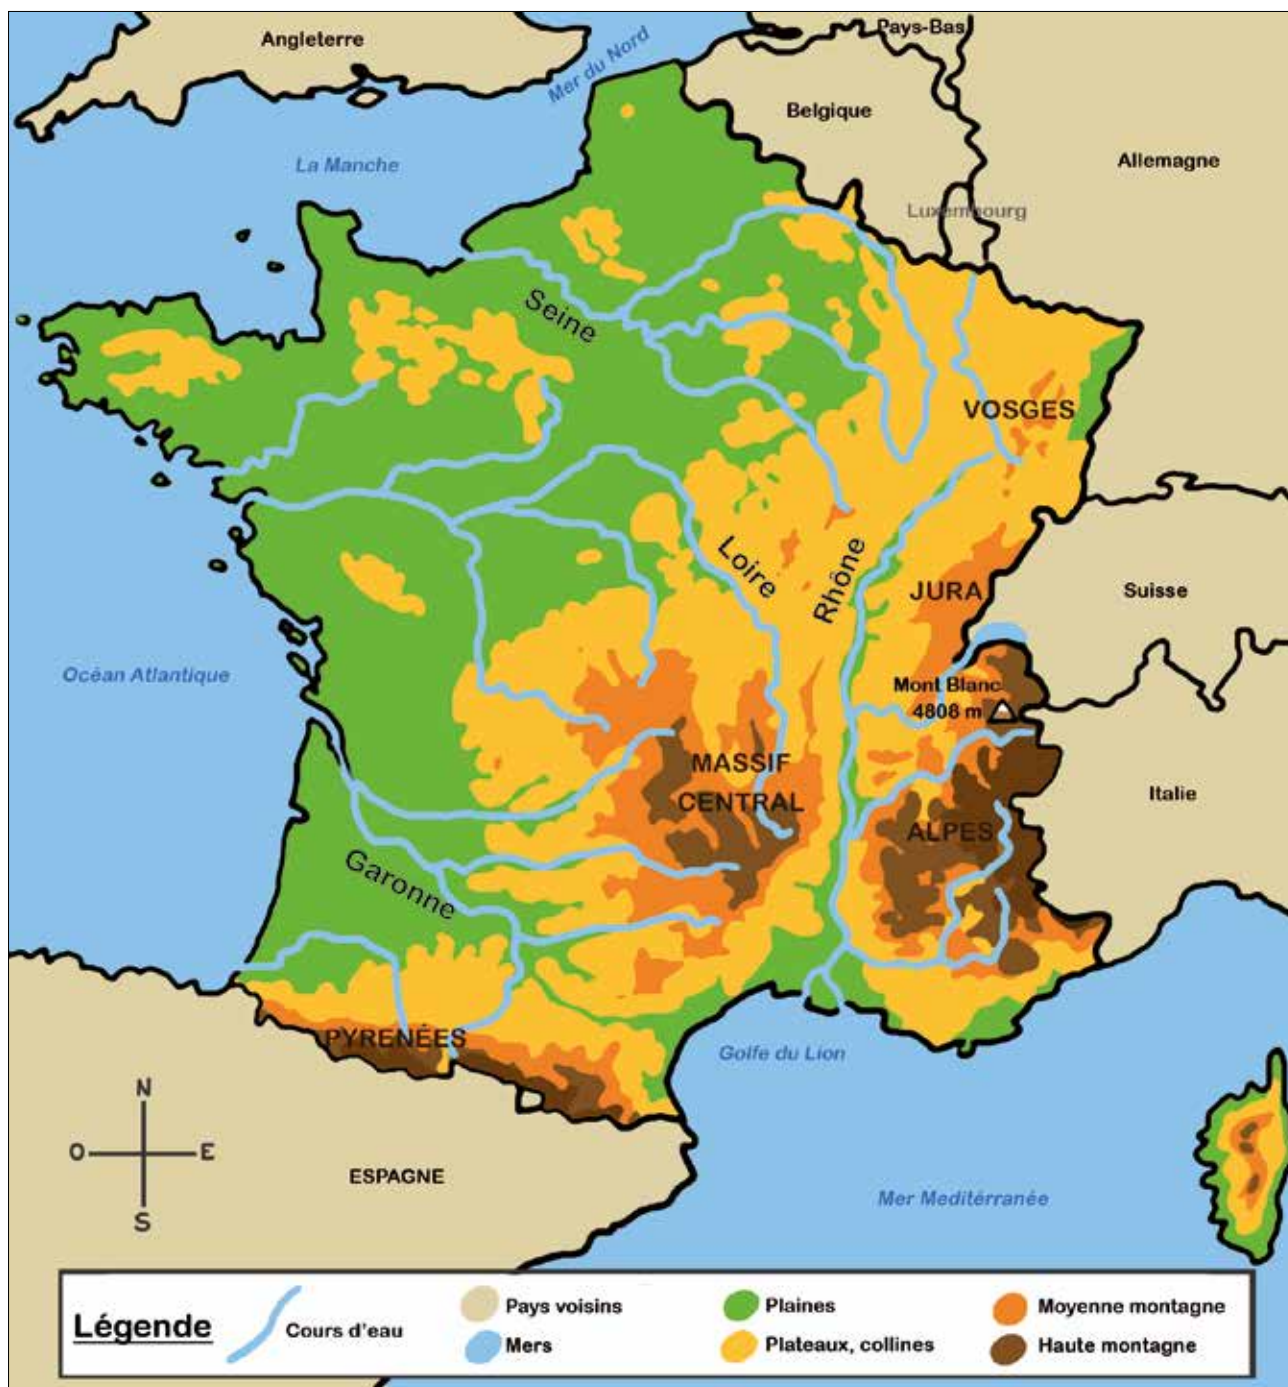 Angleterre
Mer du Nord
Pays-Bas
Belgique
Allemagne
La Manche
Luxembourg
Seine
VOSGES
Loire
Rhône
JURA
Suisse
Océan Atlantique
Mont Blanc
4808 m
MASSIF
CENTRAL
Italie
ALPES
Garonne
PYRENÉES
Golfe du Lion
N
O
E
S
ESPAGNE
Mer Meditérranée
Légende
Cours d'eau
Pays voisins
Mers
Plaines
Plateaux, collines
Moyenne montagne
Haute montagne